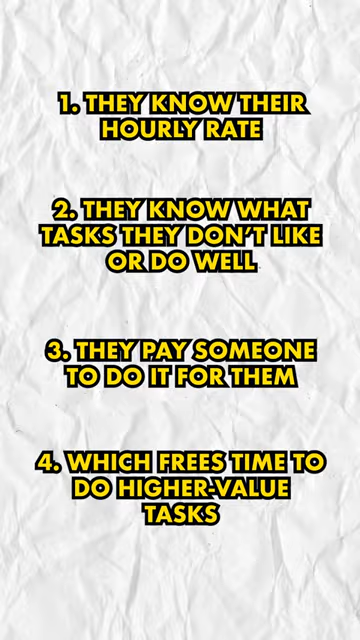 1. THEY KNOW THEIR
HOURLY RATE
2. THEY KNOW WHAT
TASKS THEY DON'T LIKE
OR DO WELL
3. THEY PAY SOMEONE
TO DO IT FOR THEM
4. WHICH FREES TIME TO
DO HIGHER-VALUE
TASKS